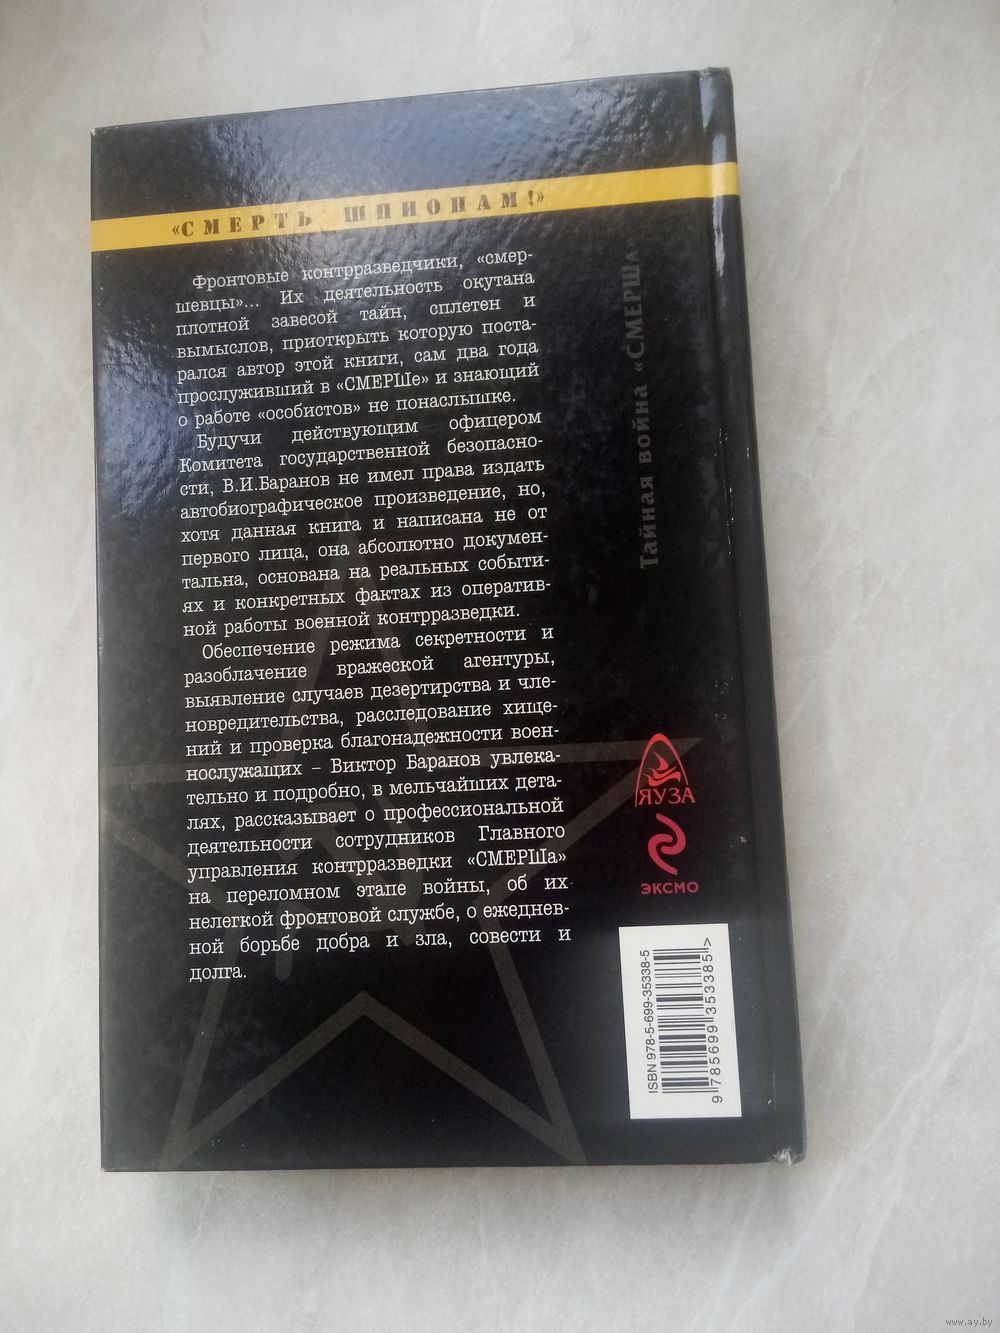 «СМЕРТЬ ШПИОНАМ!»
Фронтовые контрразведчики, «смер-
шевцы»... Их деятельность окутана
плотной завесой тайн, сплетен и
вымыслов, приоткрыть которую поста-
рался автор этой книги, сам два года
прослуживший в «СМЕРШе» и знающий
о работе «особистов» не понаслышке.
Будучи действующим офицером
Комитета государственной безопасно-
сти, В.И.Баранов не имел права издать
автобиографическое произведение, но,
хотя данная книга и написана не от
первого лица, она абсолютно докумен-
тальна, основана на реальных событи-
ях и конкретных фактах из оператив-
ной работы военной контрразведки.
Обеспечение режима секретности и
разоблачение вражеской агентуры,
выявление случаев дезертирства и чле-
новредительства, расследование хище-
ний и проверка благонадежности воен-
нослужащих – Виктор Баранов увлека-
тельно и подробно, в мельчайших дета-
лях, рассказывает о профессиональной
деятельности сотрудников Главного
управления контрразведки «СМЕРШа»
на переломном этапе войны, об их
нелегкой фронтовой службе, о ежеднев-
ной борьбе добра и зла, совести и
долга.
Тайная война «СМЕРШа»
ЯУЗА
ЭКСМО
ISBN 978-5-699-35338-5
9 785699 353385 >
www.ay.by